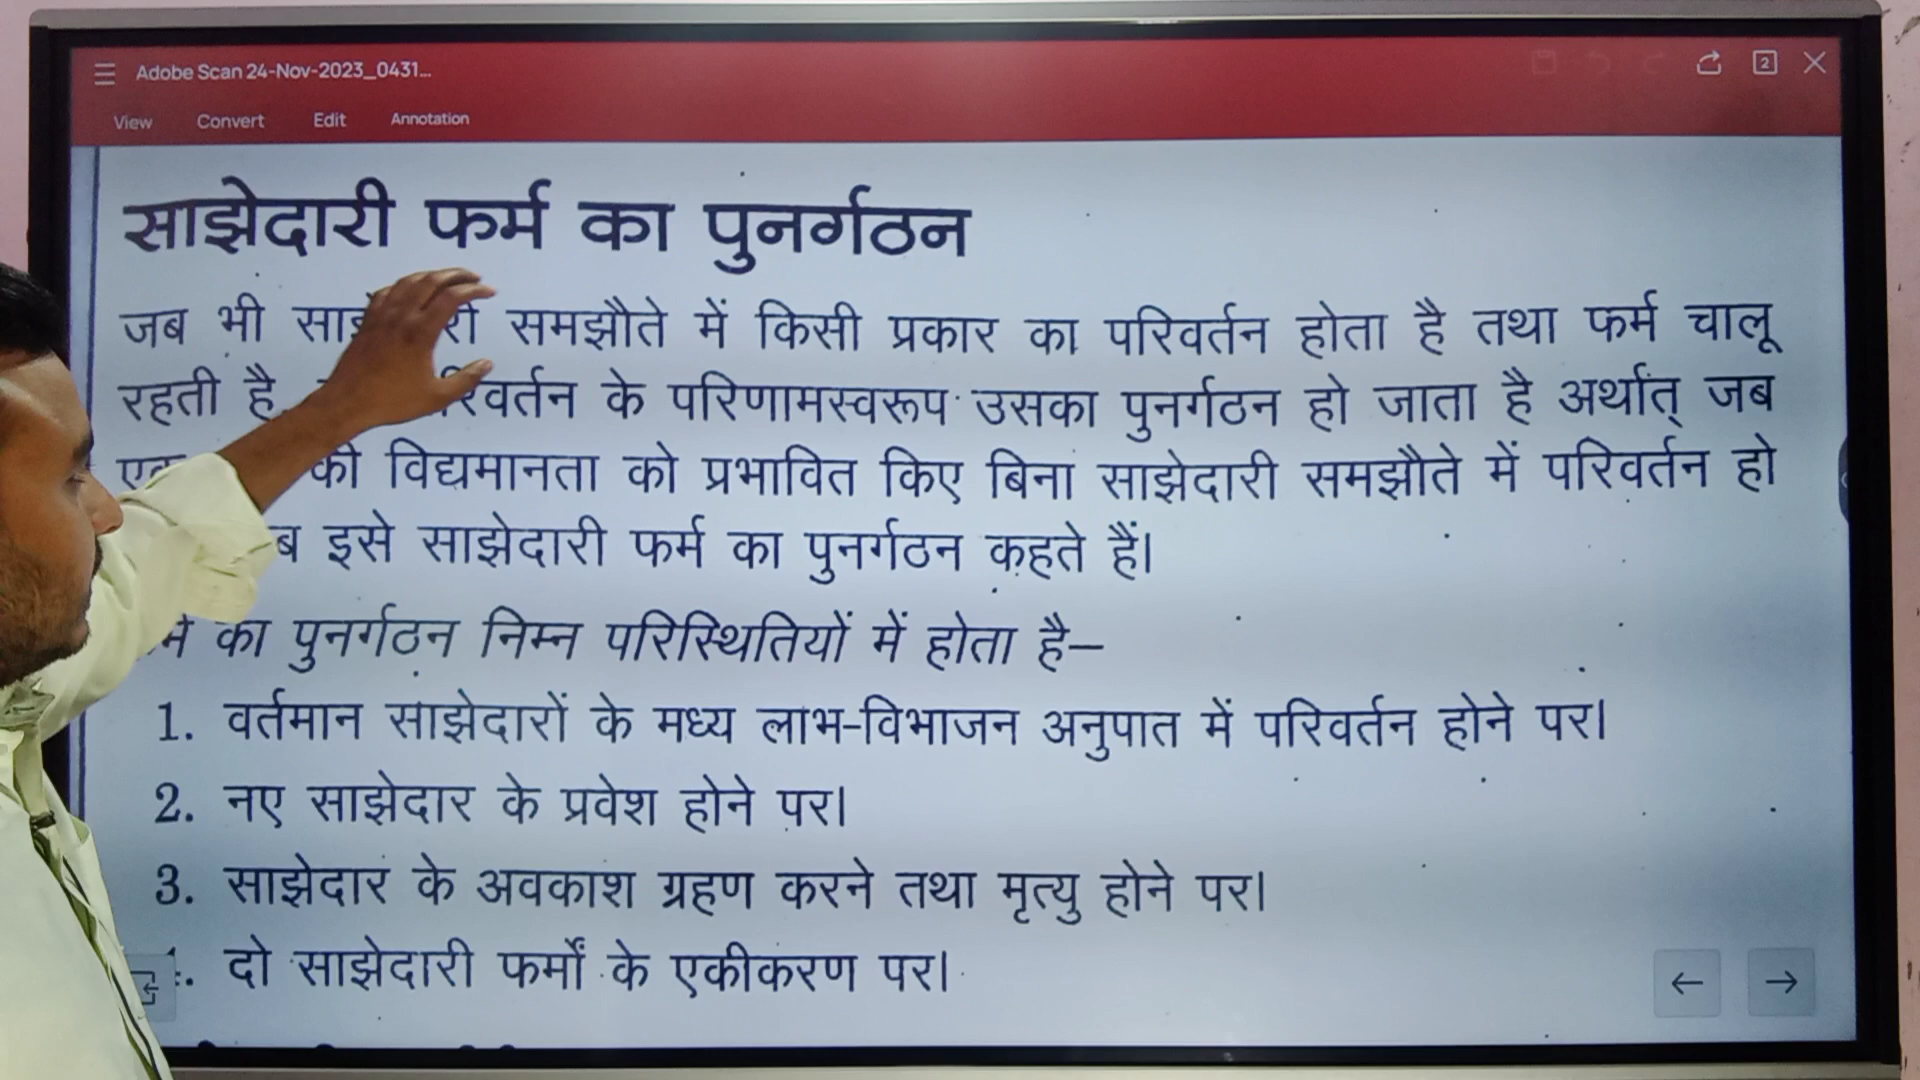 Adobe Scan 24-Nov-2023_0431...
2
View Convert Edit Annotation
साझेदारी फर्म का पुनर्गठन
जब भी समझौते में किसी प्रकार का परिवर्तन होता है तथा फर्म चालू
रहती है के परिणामस्वरूप उसका पुनर्गठन हो जाता है अर्थात् जब
की विद्यमानता को प्रभावित किए बिना साझेदारी समझौते में परिवर्तन हो
इसे साझेदारी फर्म का पुनर्गठन कहते हैं।
का पुनर्गठन निम्न परिस्थितियों में होता है–
1. वर्तमान साझेदारों के मध्य लाभ-विभाजन अनुपात में परिवर्तन होने पर।
2. नए साझेदार के प्रवेश होने पर।
3. साझेदार के अवकाश ग्रहण करने तथा मृत्यु होने पर।
दो साझेदारी फर्मों के एकीकरण पर।